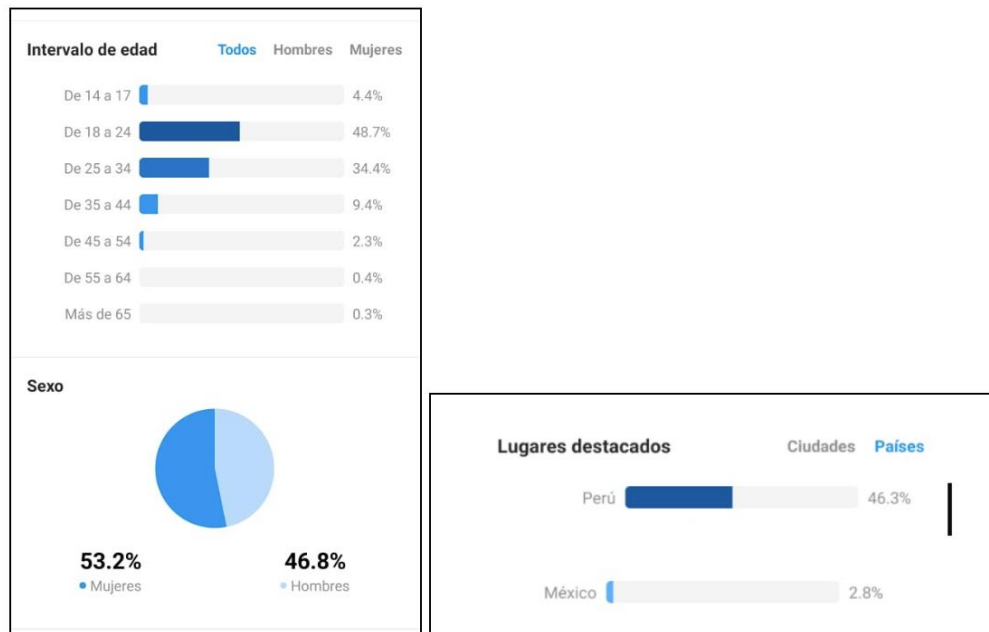 Intervalo de edad Todos Hombres Mujeres
De 14 a 17 4.4%
De 18 a 24 48.7%
De 25 a 34 34.4%
De 35 a 44 9.4%
De 45 a 54 2.3%
De 55 a 64 0.4%
Más de 65 0.3%
Sexo
53.2% 46.8%
Mujeres Hombres
Lugares destacados Ciudades Países
Perú 46.3%
México 2.8%